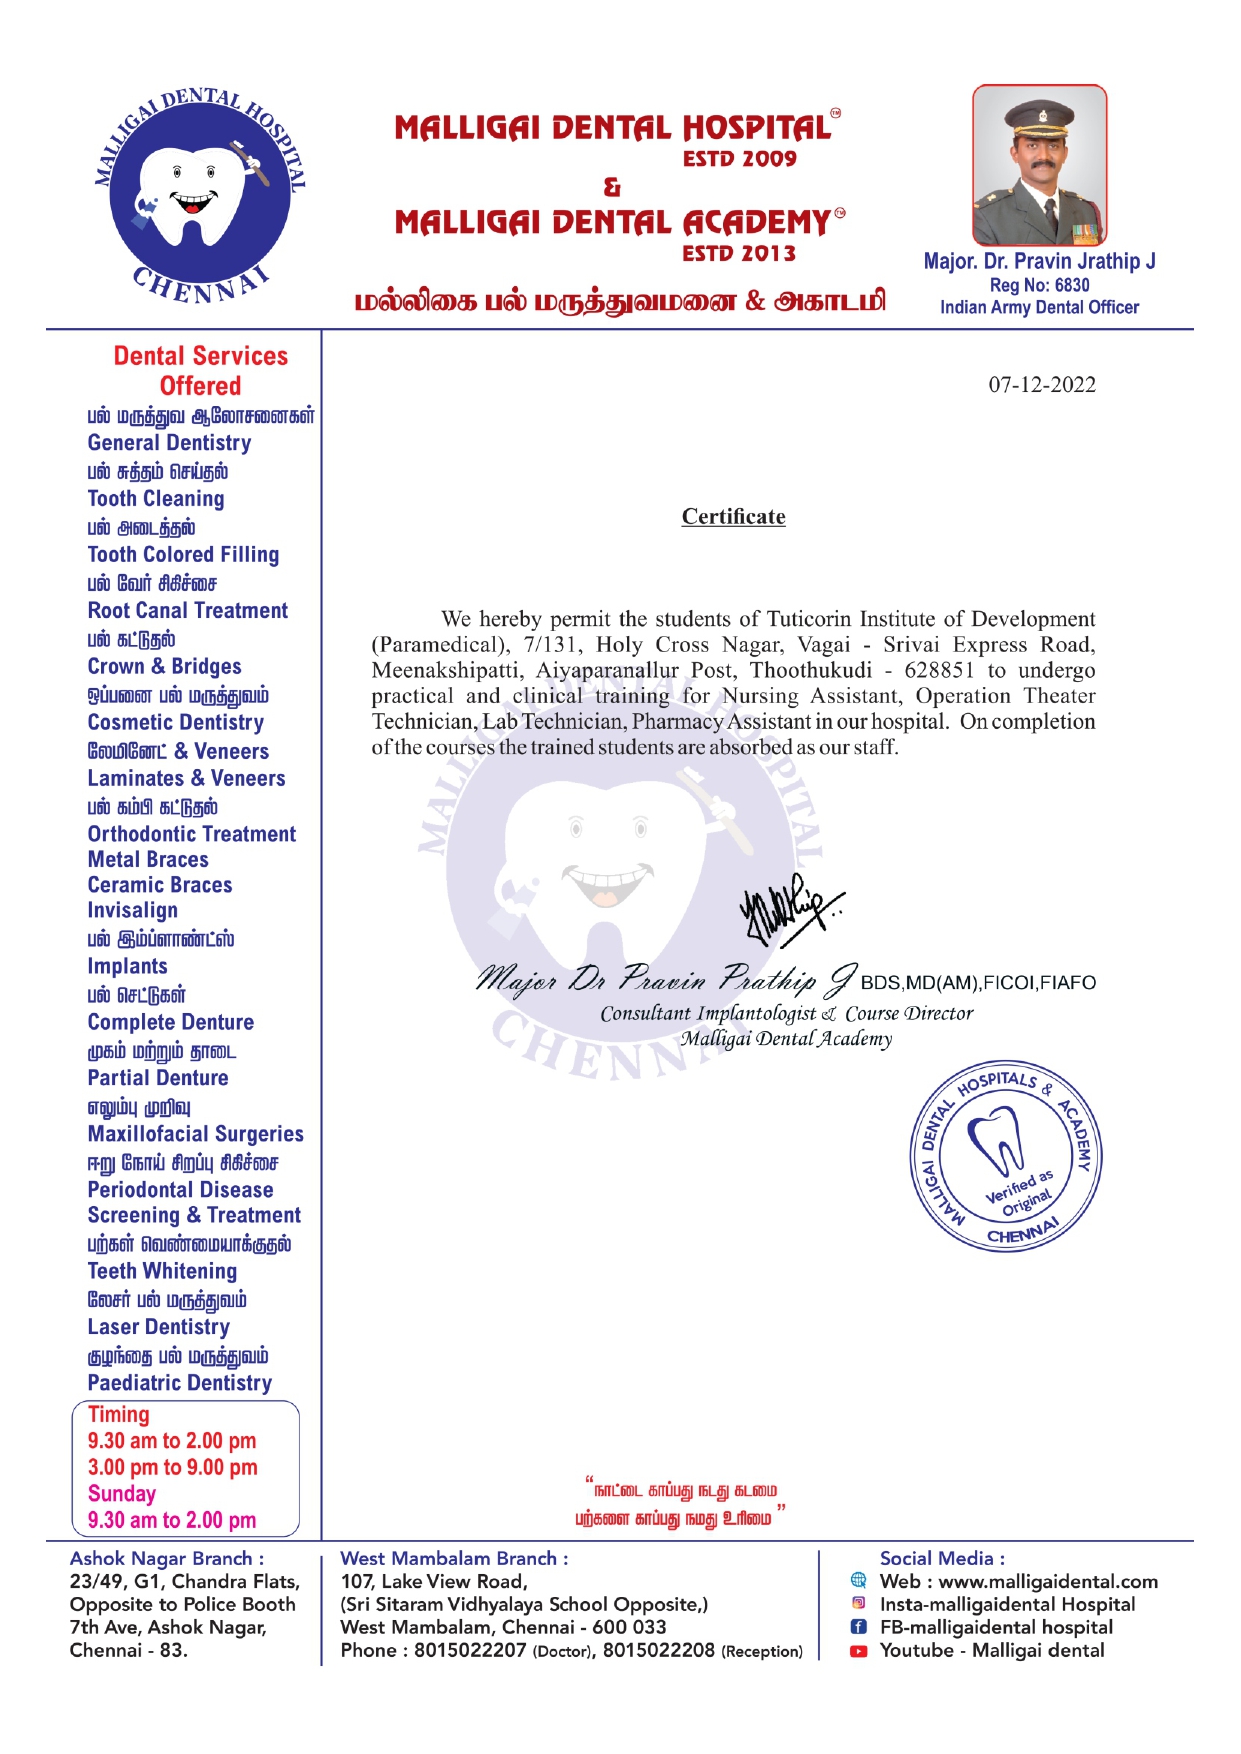 MALLIGAI DENTAL HOSPITAL
CHENNAI
MALLIGAI DENTAL HOSPITAL™
ESTD 2009
&
MALLIGAI DENTAL ACADEMY™
ESTD 2013
மல்லிகை பல் மருத்துவமனை & அகாடமி
Major. Dr. Pravin Jrathip J
Reg No: 6830
Indian Army Dental Officer
Dental Services
Offered
பல் மருத்துவ ஆலோசனைகள்
General Dentistry
பல் சுத்தம் செய்தல்
Tooth Cleaning
பல் அடைத்தல்
Tooth Colored Filling
பல் வேர் சிகிச்சை
Root Canal Treatment
பல் கட்டுதல்
Crown & Bridges
ஒப்பனை பல் மருத்துவம்
Cosmetic Dentistry
லேமினேட் & Veneers
Laminates & Veneers
பல் கம்பி கட்டுதல்
Orthodontic Treatment
Metal Braces
Ceramic Braces
Invisalign
பல் இம்ப்ளாண்ட்ஸ்
Implants
பல் செட்டுகள்
Complete Denture
முகம் மற்றும் தாடை
Partial Denture
எலும்பு முறிவு
Maxillofacial Surgeries
ஈறு நோய் சிறப்பு சிகிச்சை
Periodontal Disease
Screening & Treatment
பற்கள் வெண்மையாக்குதல்
Teeth Whitening
லேசர் பல் மருத்துவம்
Laser Dentistry
குழந்தை பல் மருத்துவம்
Paediatric Dentistry
Timing
9.30 am to 2.00 pm
3.00 pm to 9.00 pm
Sunday
9.30 am to 2.00 pm
07-12-2022
Certificate
We hereby permit the students of Tuticorin Institute of Development
(Paramedical), 7/131, Holy Cross Nagar, Vagai - Srivai Express Road,
Meenakshipatti, Aiyaparanallur Post, Thoothukudi - 628851 to undergo
practical and clinical training for Nursing Assistant, Operation Theater
Technician, Lab Technician, Pharmacy Assistant in our hospital. On completion
of the courses the trained students are absorbed as our staff.
MALLIGAI DENTAL HOSPITAL
CHENNAI
Major Dr Pravin Prathip J BDS,MD(AM),FICOI,FIAFO
Consultant Implantologist & Course Director
Malligai Dental Academy
MALLIGAI DENTAL HOSPITALS & ACADEMY
Verified as
Original
CHENNAI
“நாட்டை காப்பது நடது கடமை
பற்களை காப்பது நமது உரிமை”
Ashok Nagar Branch :
23/49, G1, Chandra Flats,
Opposite to Police Booth
7th Ave, Ashok Nagar,
Chennai - 83.
West Mambalam Branch :
107, Lake View Road,
(Sri Sitaram Vidhyalaya School Opposite,)
West Mambalam, Chennai - 600 033
Phone : 8015022207 (Doctor), 8015022208 (Reception)
Social Media :
Web : www.malligaidental.com
Insta-malligaidental Hospital
FB-malligaidental hospital
Youtube - Malligai dental